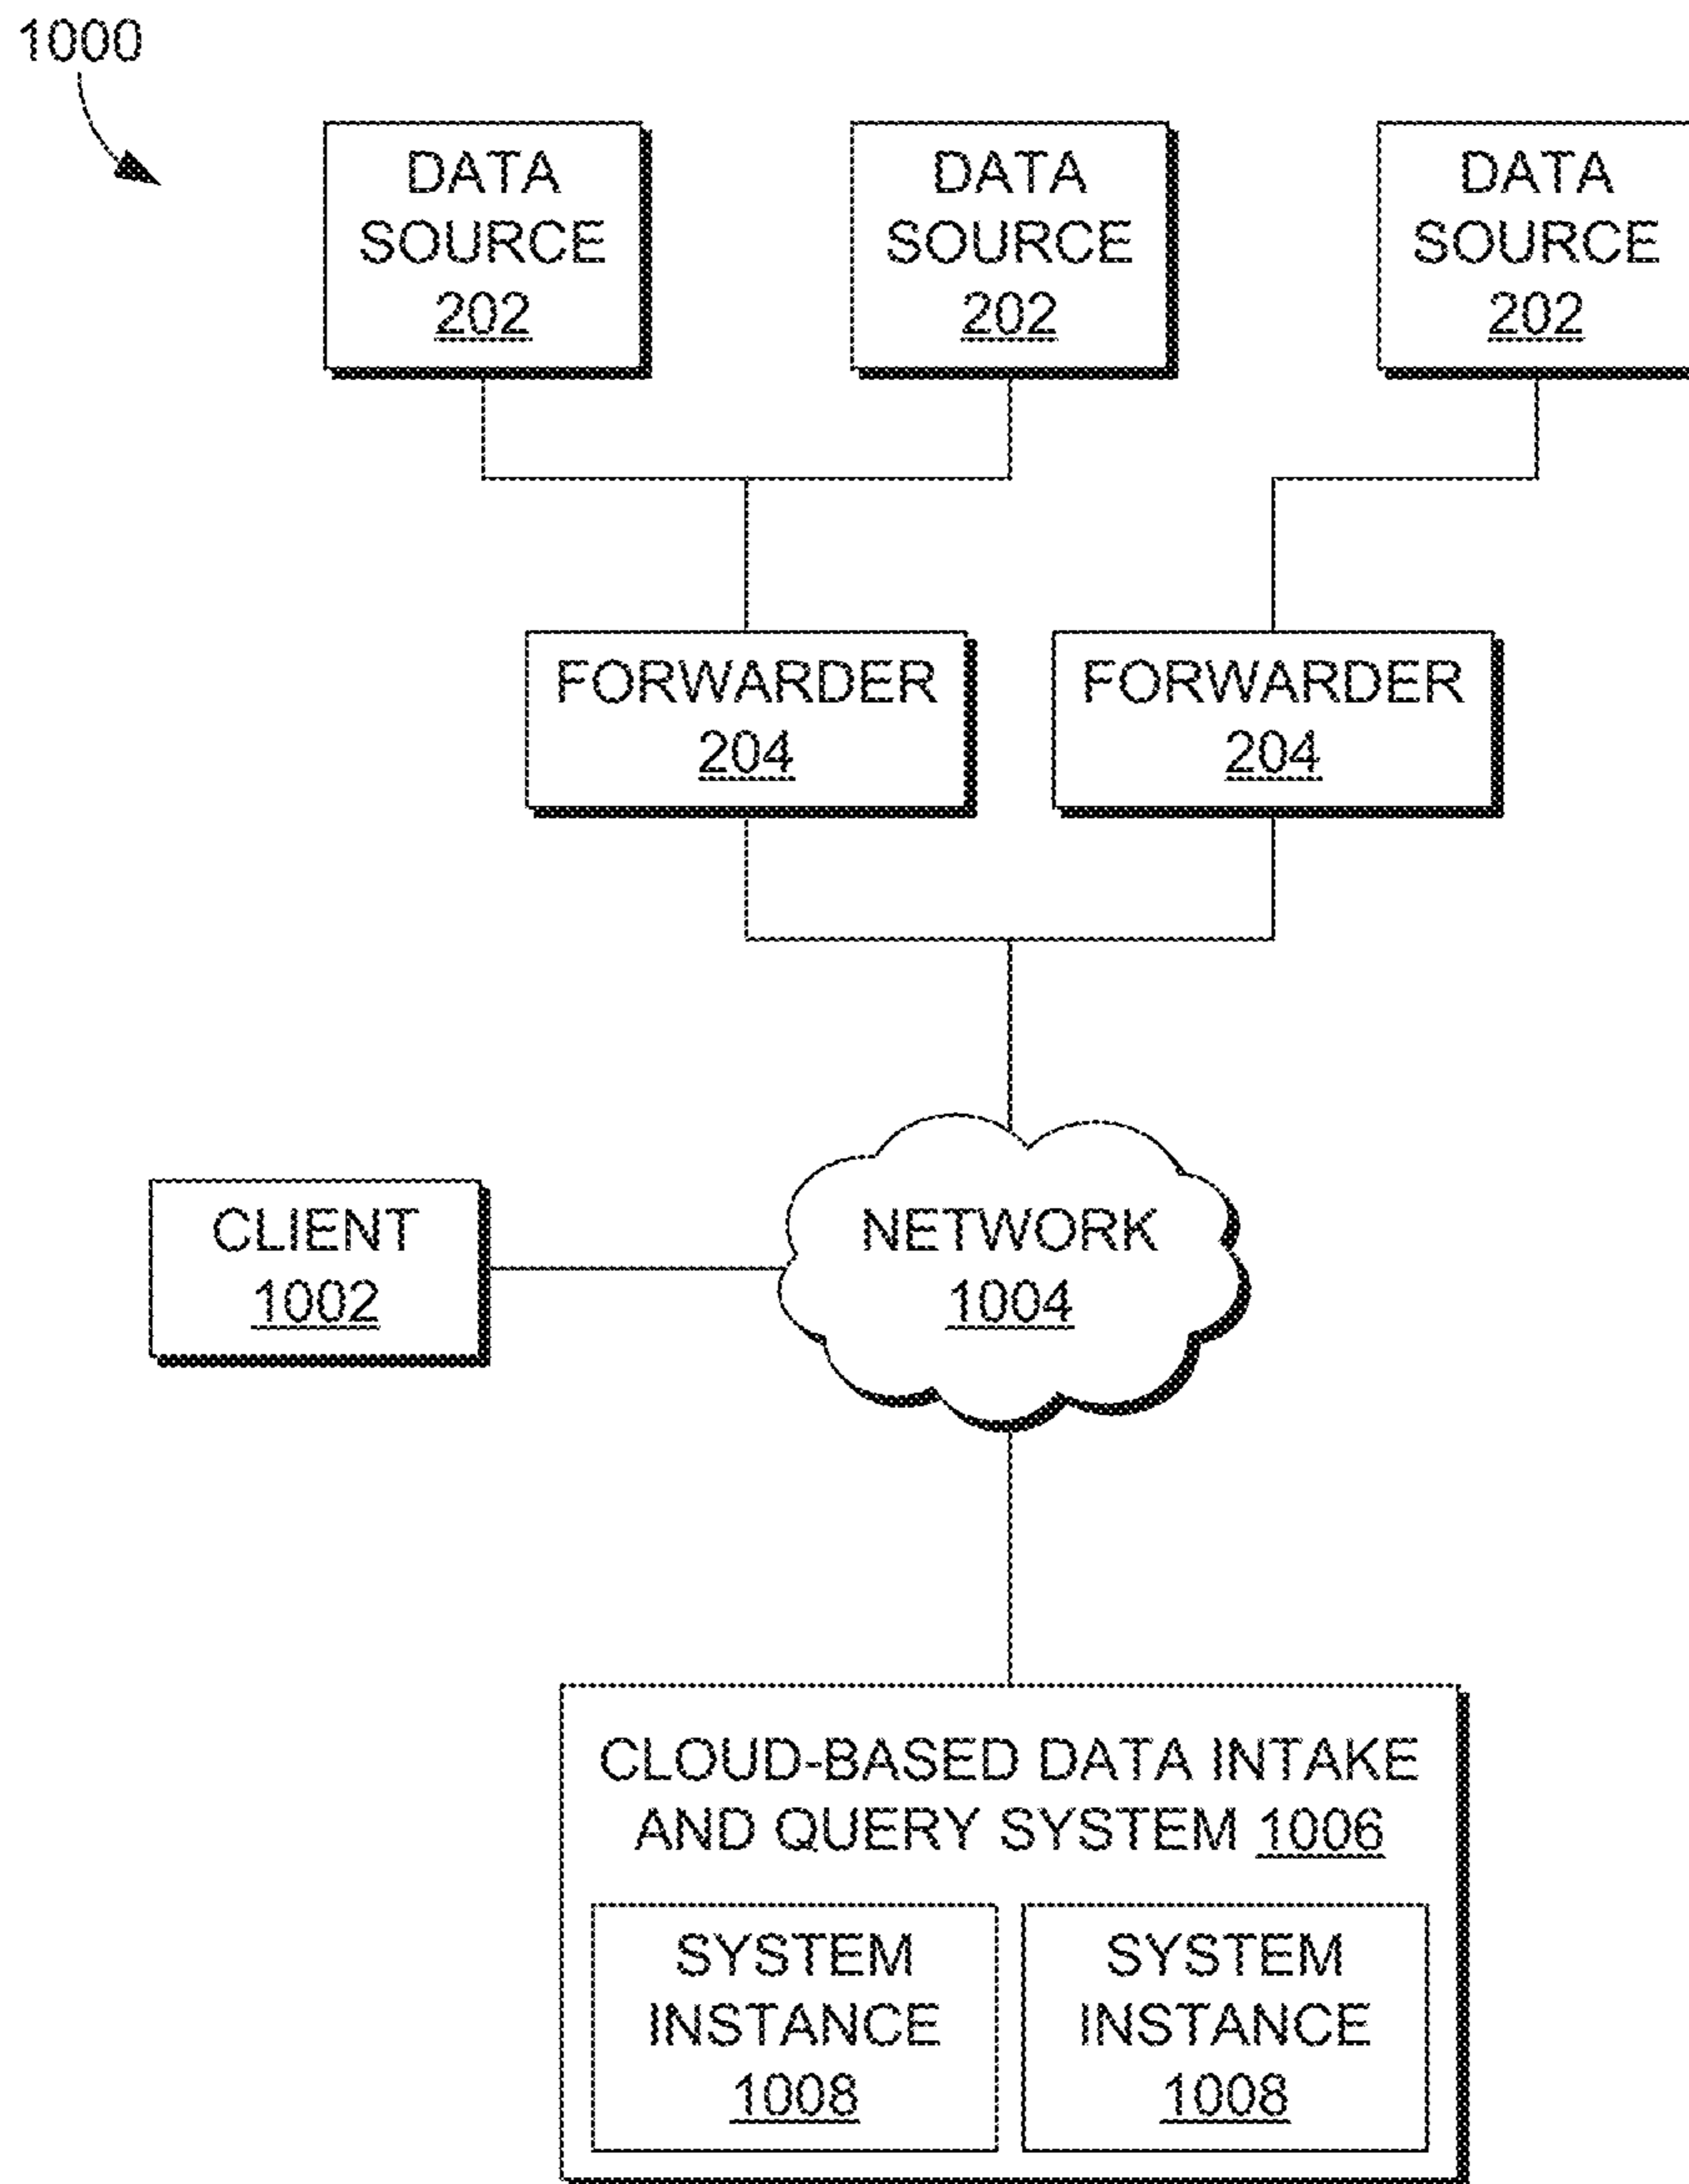 1000
DATA
SOURCE
202
DATA
SOURCE
202
DATA
SOURCE
202
FORWARDER
204
FORWARDER
204
CLIENT
1002
NETWORK
1004
CLOUD-BASED DATA INTAKE
AND QUERY SYSTEM 1006
SYSTEM
INSTANCE
1008
SYSTEM
INSTANCE
1008